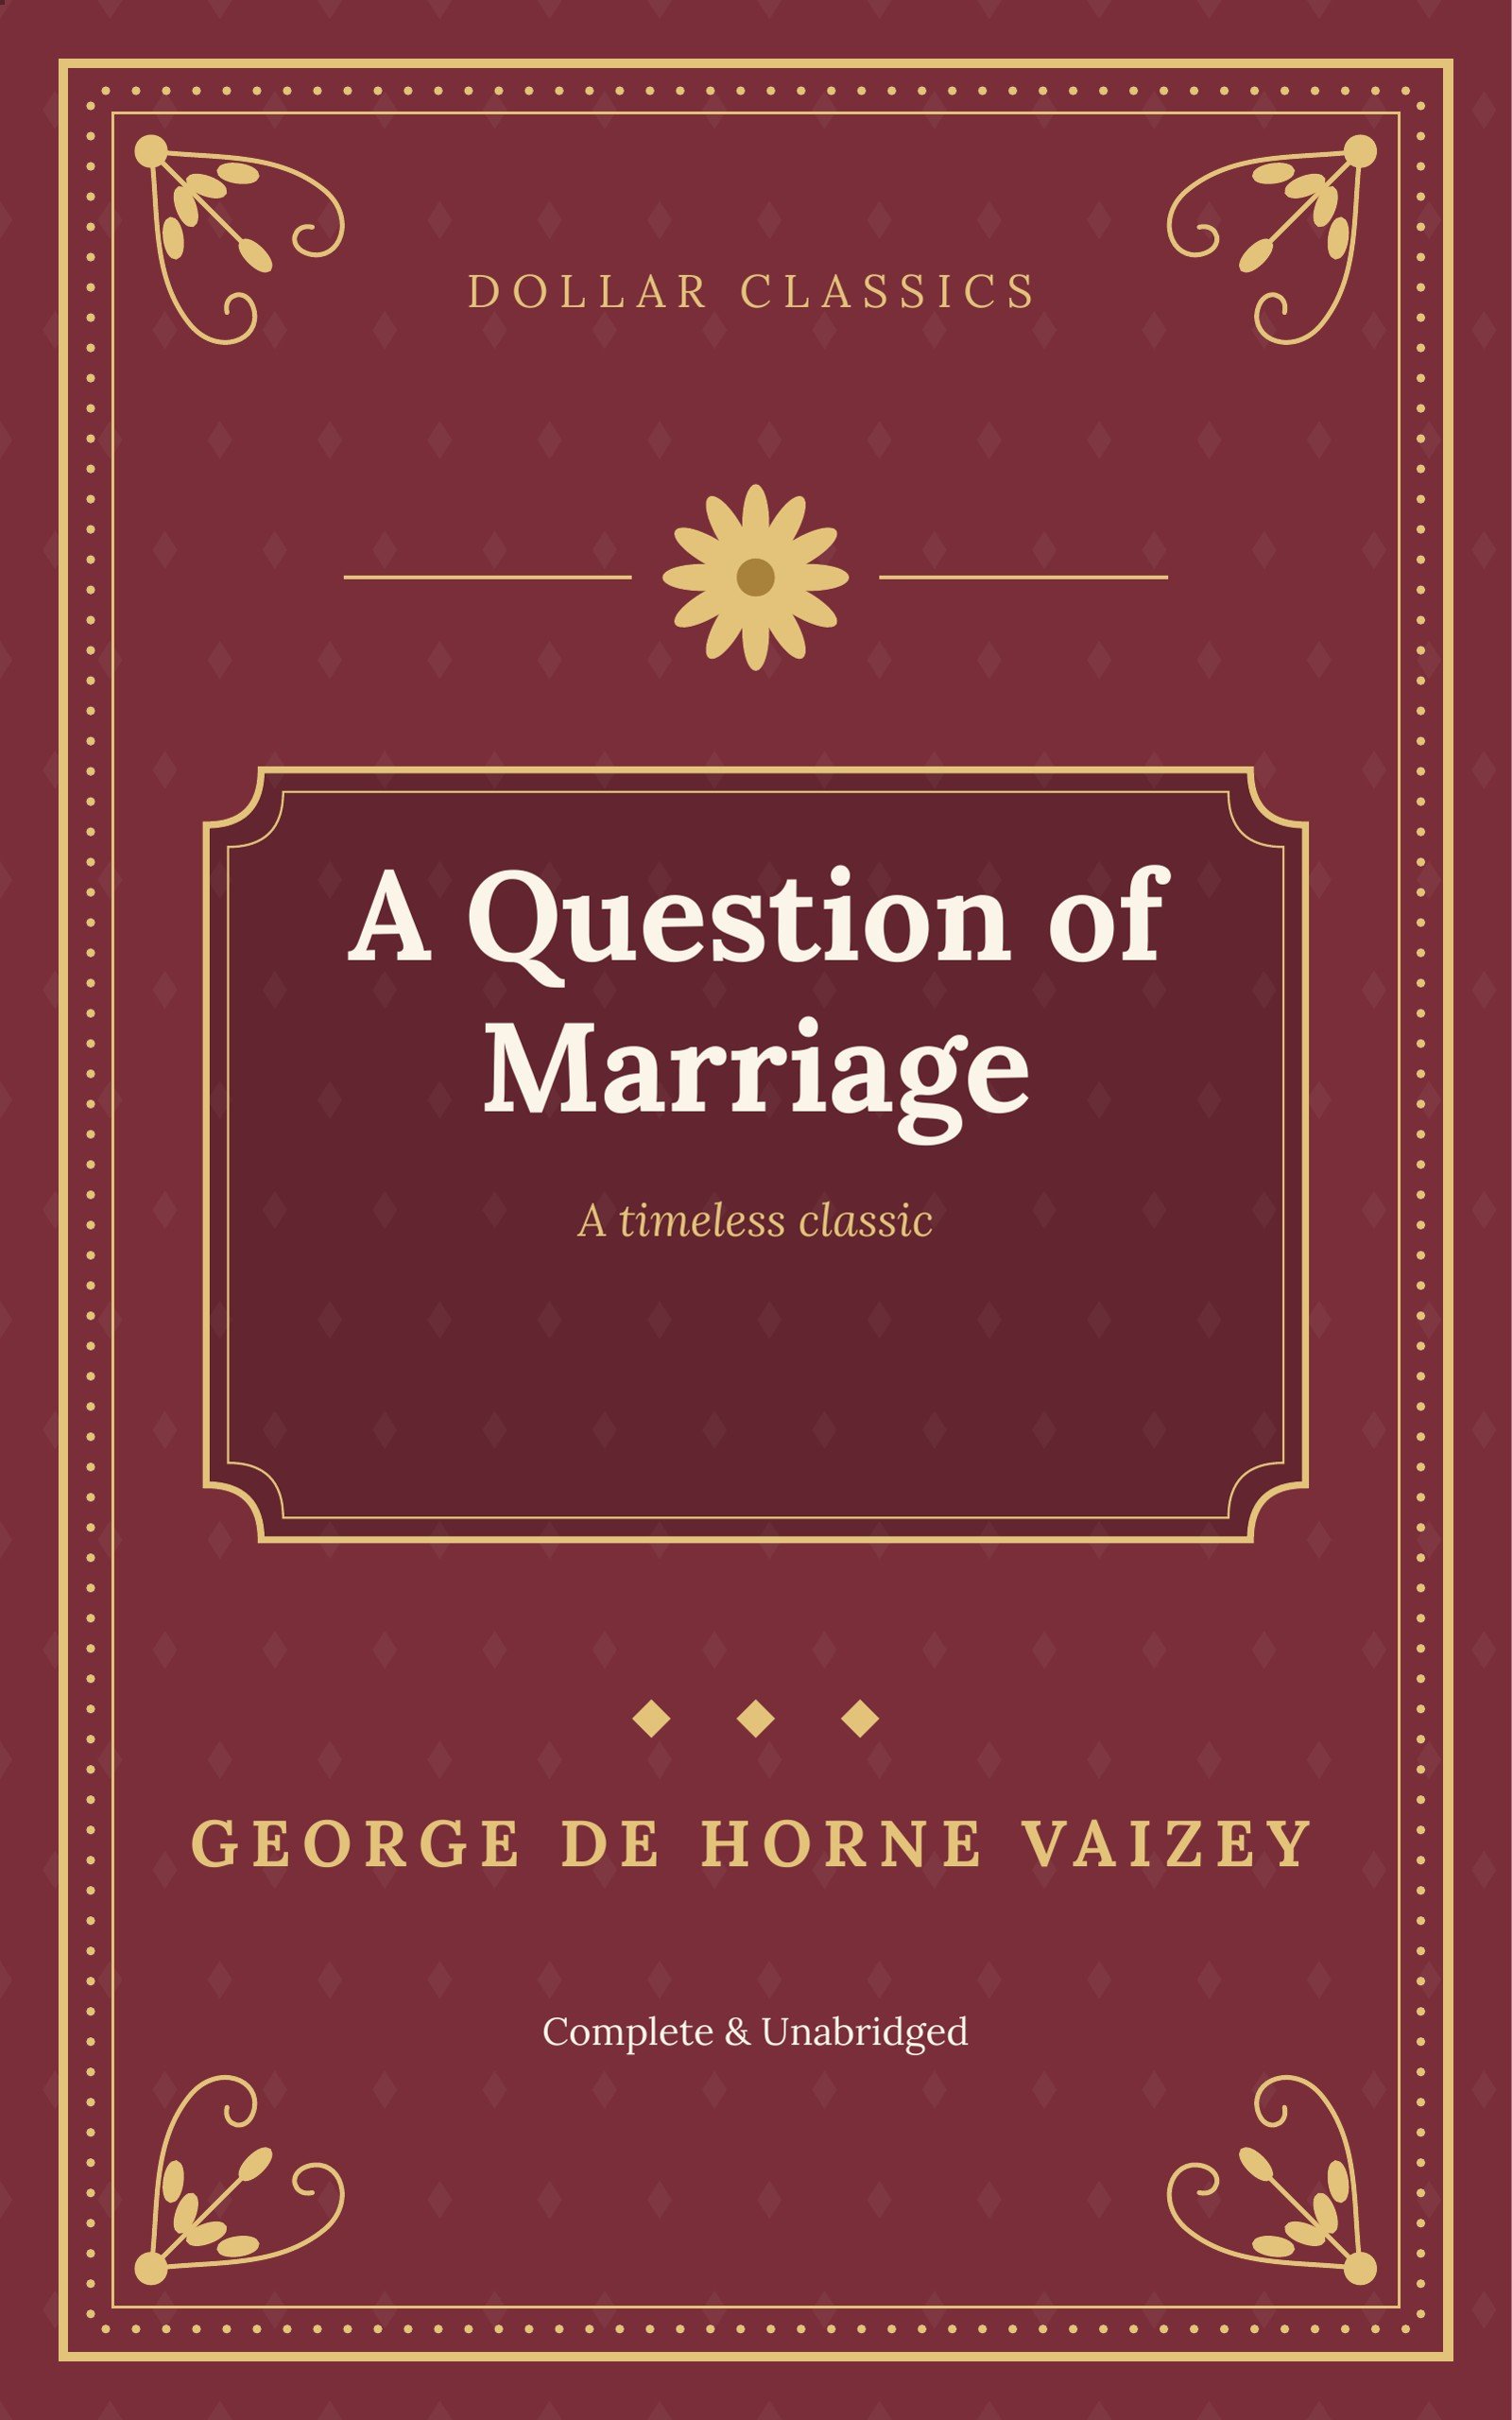 DOLLAR CLASSICS
A Question of
Marriage
A timeless classic
GEORGE DE HORNE VAIZEY
Complete & Unabridged